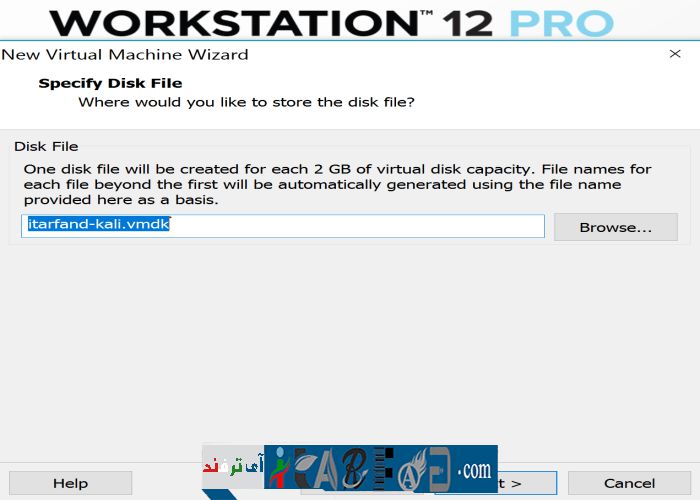 WORKSTATION™ 12 PRO
New Virtual Machine Wizard
Specify Disk File
Where would you like to store the disk file?
Disk File
One disk file will be created for each 2 GB of virtual disk capacity. File names for
each file beyond the first will be automatically generated using the file name
provided here as a basis.
itarfand-kali.vmdk
Browse...
آی ترفند
.com
Help
t >
Cancel